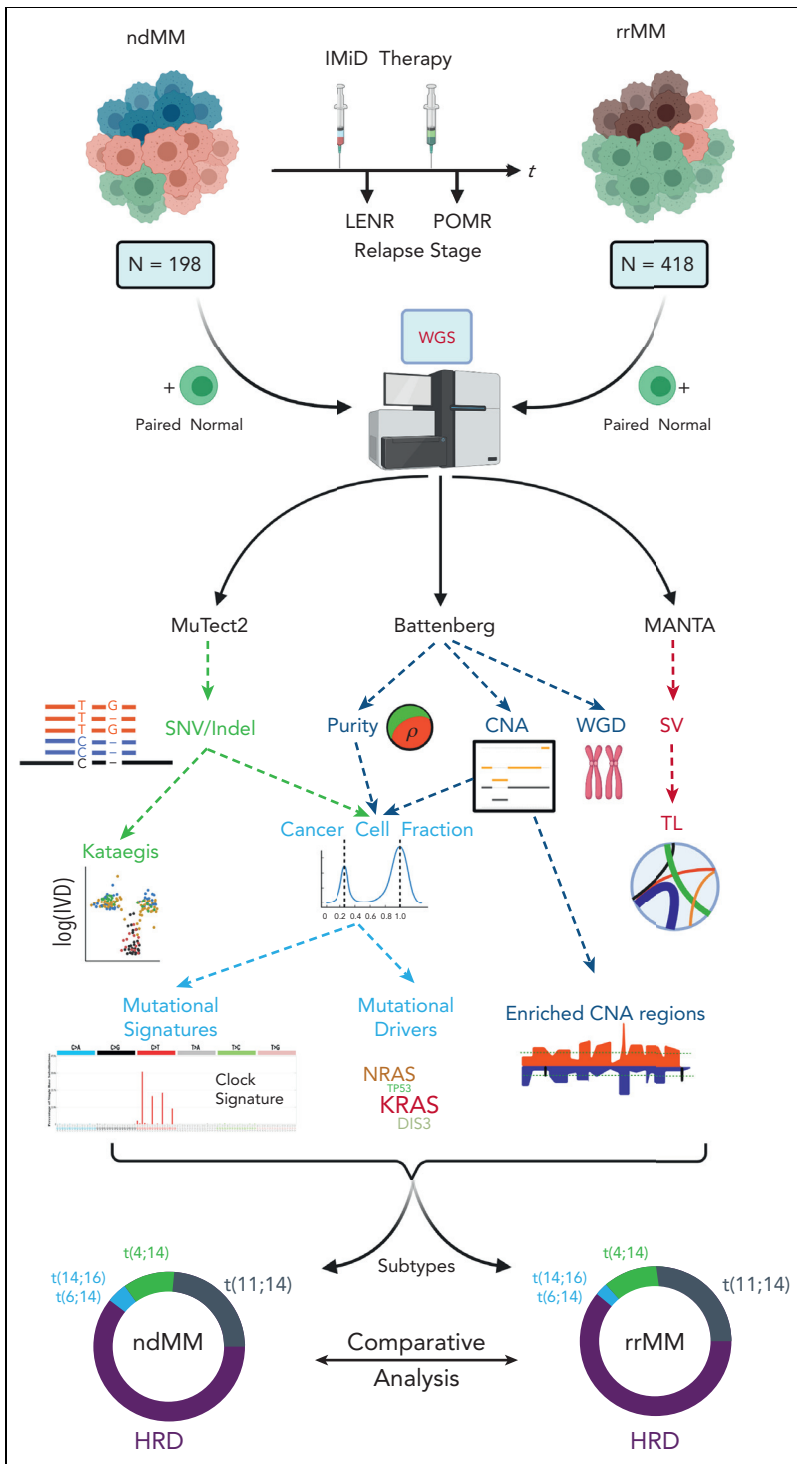 ndMM
rrMM
IMiD Therapy
t
LENR POMR
Relapse Stage
N = 198
N = 418
WGS
+
Paired Normal
+
Paired Normal
MuTect2
Battenberg
MANTA
T G
T –
T G
C –
C –
C –
SNV/Indel
Purity
ρ
CNA
WGD
SV
TL
Kataegis
log(IVD)
Cancer Cell Fraction
0 0.2 0.4 0.6 0.8 1.0
Mutational
Signatures
Mutational
Drivers
Enriched CNA regions
C>A C>G C>T T>A T>C T>G
Clock
Signature
NRAS
TP53
KRAS
DIS3
Subtypes
t(4;14)
t(14;16)
t(6;14)
t(11;14)
ndMM
HRD
Comparative
Analysis
t(4;14)
t(14;16)
t(6;14)
t(11;14)
rrMM
HRD